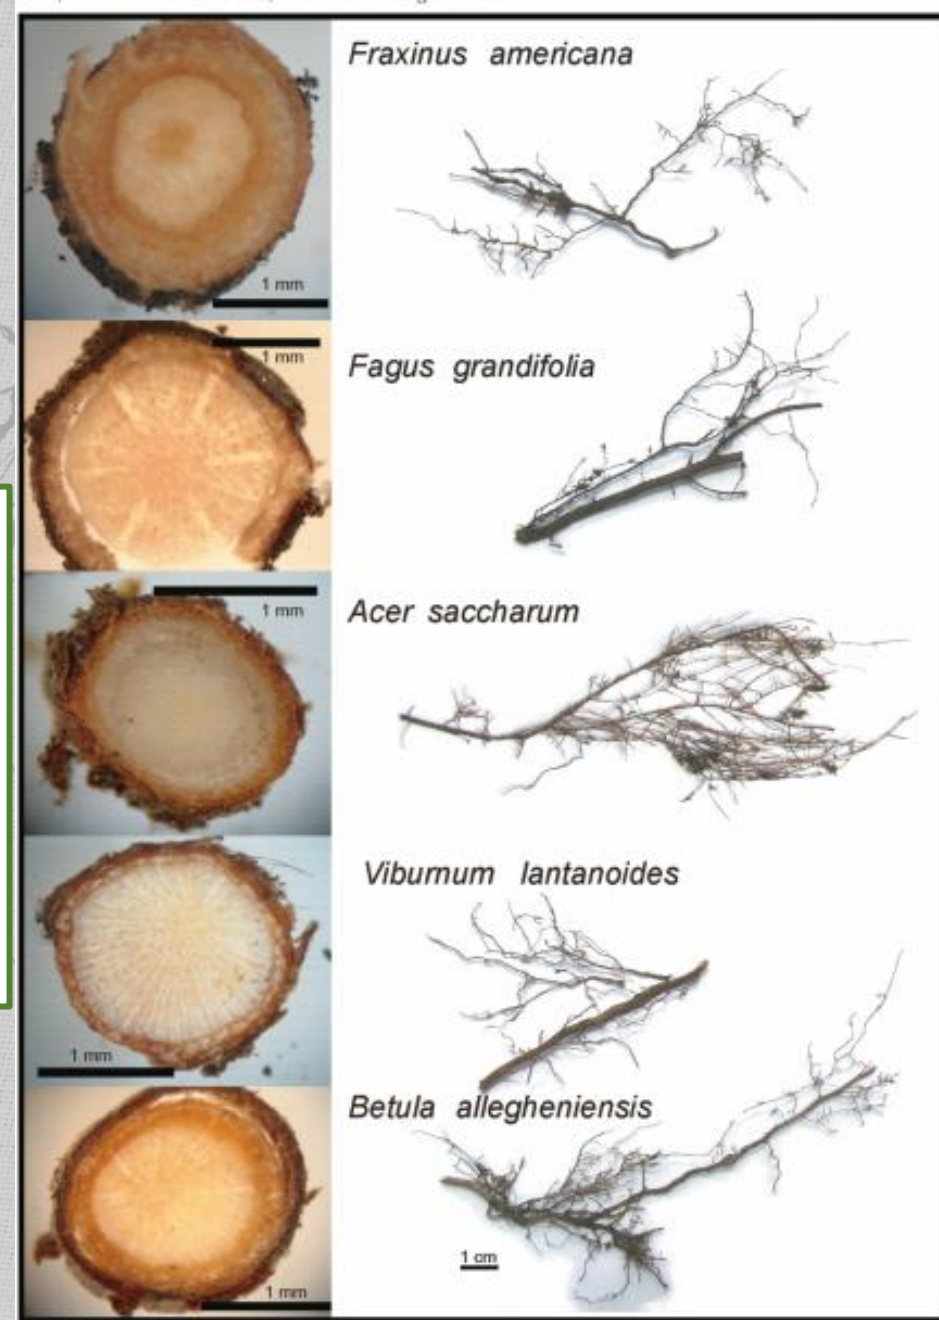 Fraxinus americana
1 mm
1 mm
Fagus grandifolia
1 mm
Acer saccharum
Viburnum lantanoides
1 mm
Betula allegheniensis
1 cm
1 mm